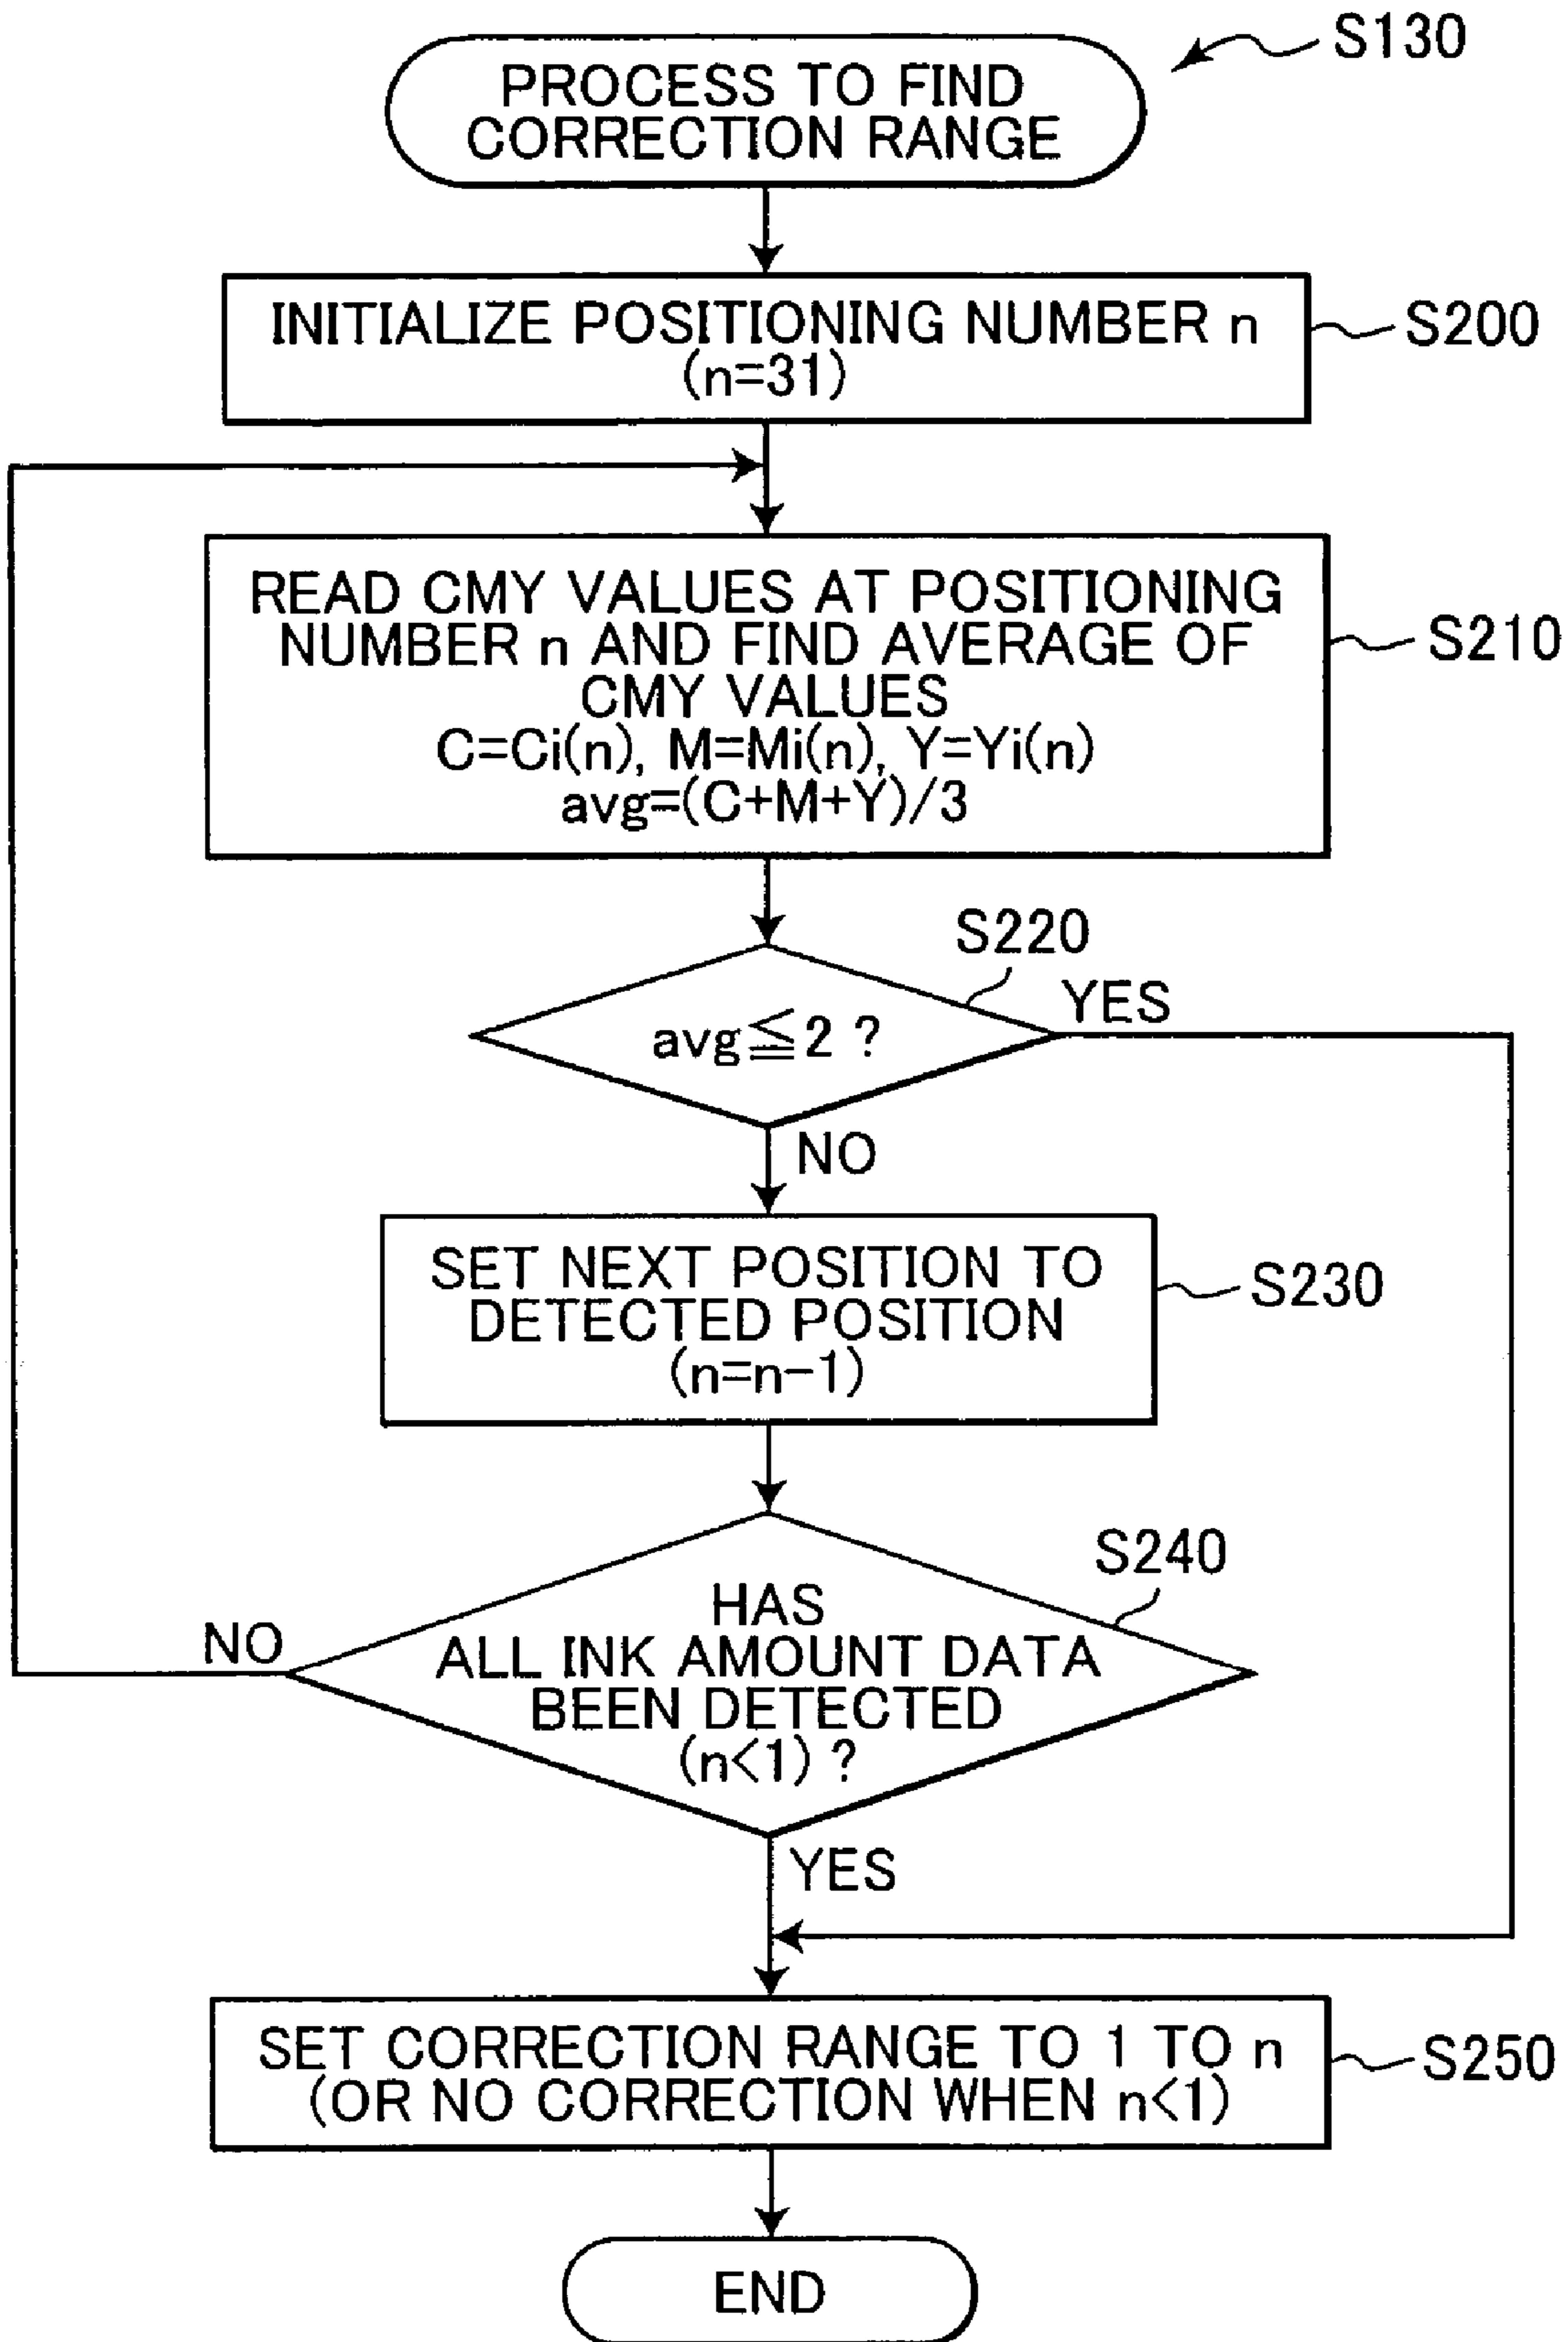 S130
PROCESS TO FIND
CORRECTION RANGE
INITIALIZE POSITIONING NUMBER n
(n=31)
S200
READ CMY VALUES AT POSITIONING
NUMBER n AND FIND AVERAGE OF
CMY VALUES
C=Ci(n), M=Mi(n), Y=Yi(n)
avg=(C+M+Y)/3
S210
S220
avg≦2 ?
YES
NO
SET NEXT POSITION TO
DETECTED POSITION
(n=n-1)
S230
S240
HAS
ALL INK AMOUNT DATA
BEEN DETECTED
(n<1) ?
NO
YES
SET CORRECTION RANGE TO 1 TO n
(OR NO CORRECTION WHEN n<1)
S250
END